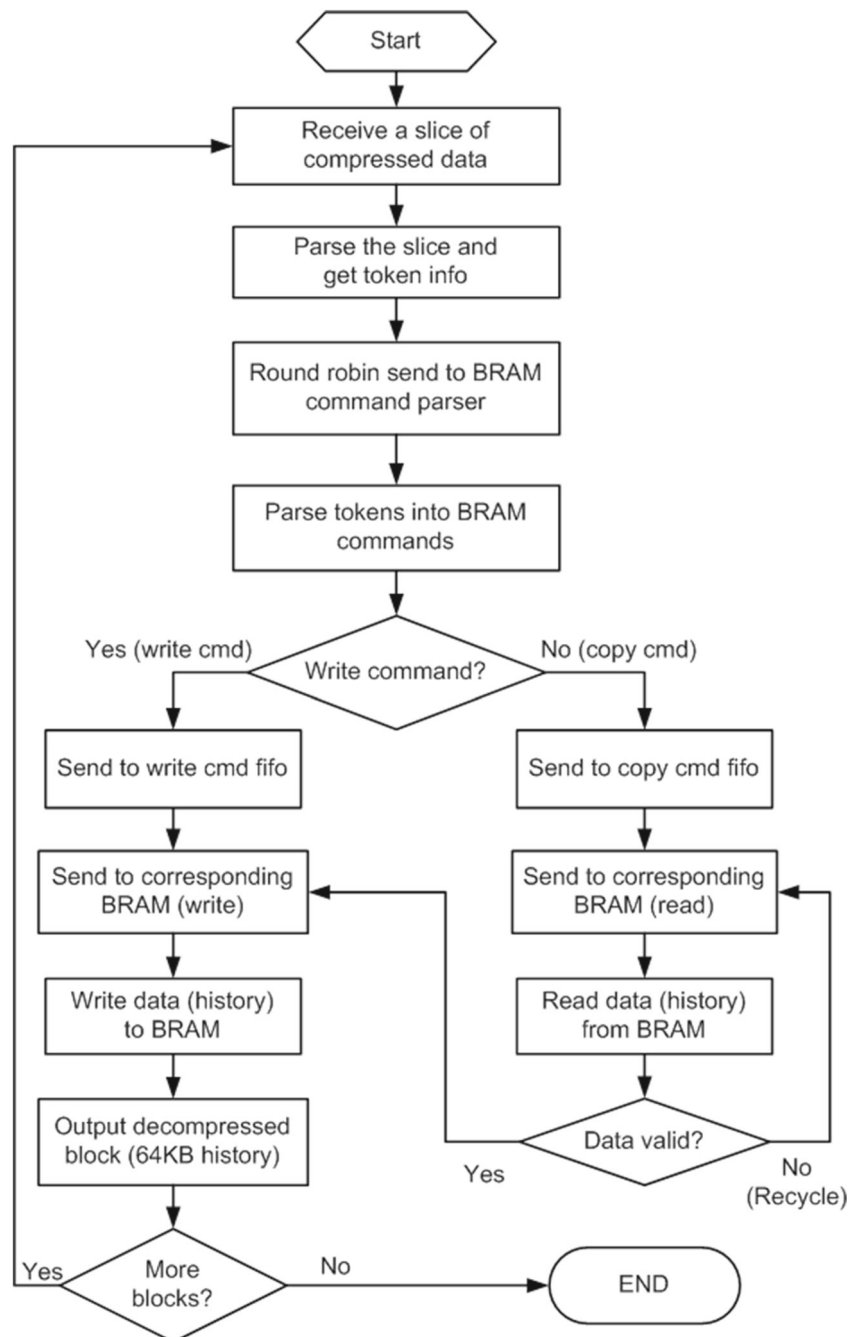 Start
Receive a slice of
compressed data
Parse the slice and
get token info
Round robin send to BRAM
command parser
Parse tokens into BRAM
commands
Yes (write cmd)
No (copy cmd)
Write command?
Send to write cmd fifo
Send to copy cmd fifo
Send to corresponding
BRAM (write)
Send to corresponding
BRAM (read)
Write data (history)
to BRAM
Read data (history)
from BRAM
Output decompressed
block (64KB history)
Data valid?
Yes
No
(Recycle)
Yes
More
blocks?
No
END